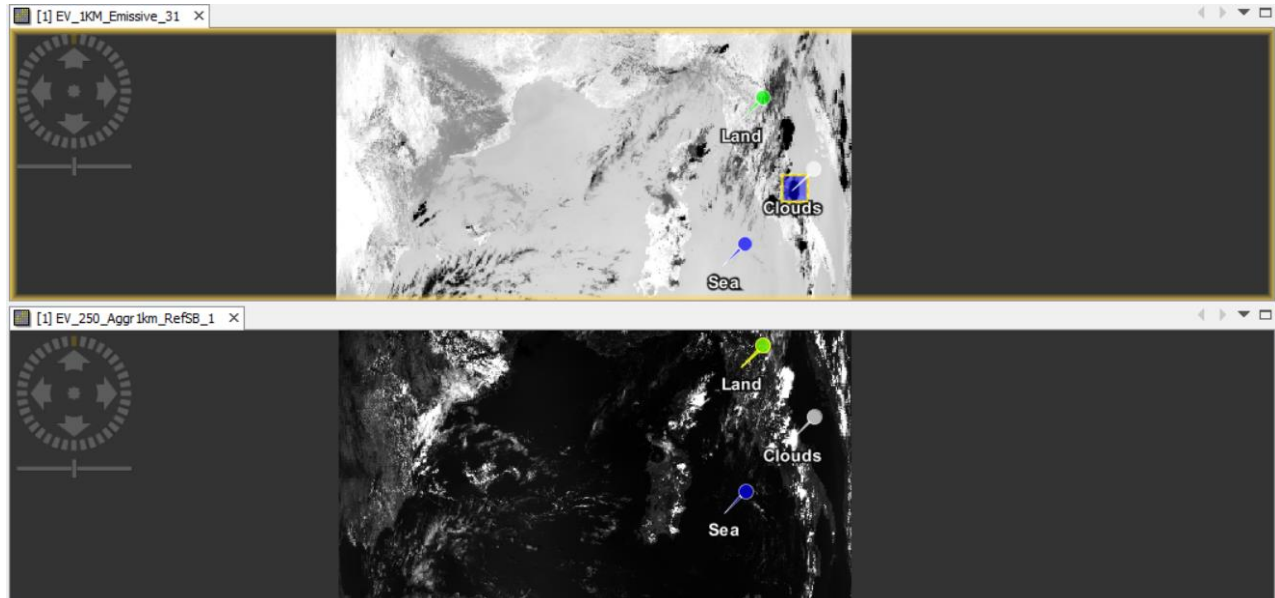 [1] EV_1KM_Emissive_31
Land
Clouds
Sea
[1] EV_250_Aggr1km_RefSB_1
Land
Clouds
Sea